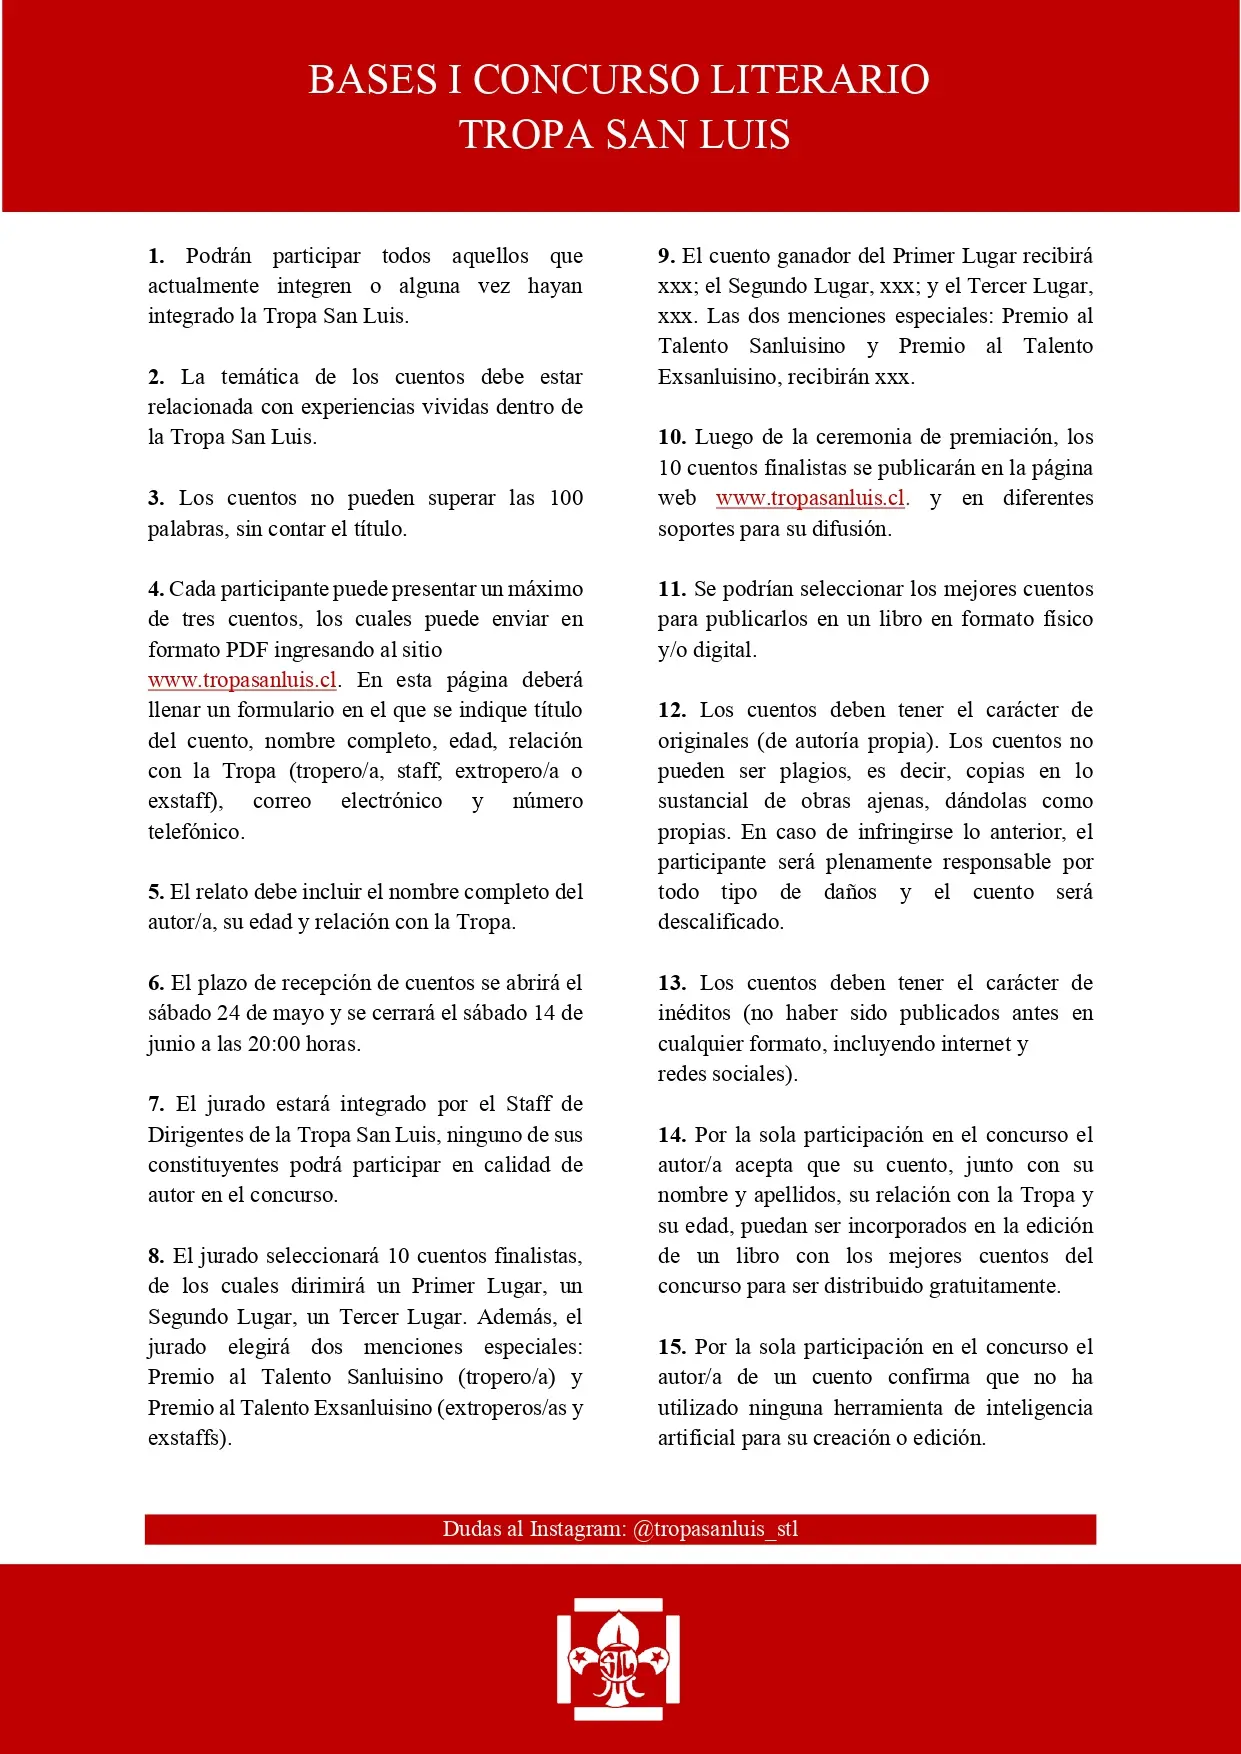 BASES I CONCURSO LITERARIO
TROPA SAN LUIS
1. Podrán participar todos aquellos que
actualmente integren o alguna vez hayan
integrado la Tropa San Luis.
2. La temática de los cuentos debe estar
relacionada con experiencias vividas dentro de
la Tropa San Luis.
3. Los cuentos no pueden superar las 100
palabras, sin contar el título.
4. Cada participante puede presentar un máximo
de tres cuentos, los cuales puede enviar en
formato PDF ingresando al sitio
www.tropasanluis.cl. En esta página deberá
llenar un formulario en el que se indique título
del cuento, nombre completo, edad, relación
con la Tropa (tropero/a, staff, extropero/a o
exstaff), correo electrónico y número
telefónico.
5. El relato debe incluir el nombre completo del
autor/a, su edad y relación con la Tropa.
6. El plazo de recepción de cuentos se abrirá el
sábado 24 de mayo y se cerrará el sábado 14 de
junio a las 20:00 horas.
7. El jurado estará integrado por el Staff de
Dirigentes de la Tropa San Luis, ninguno de sus
constituyentes podrá participar en calidad de
autor en el concurso.
8. El jurado seleccionará 10 cuentos finalistas,
de los cuales dirimirá un Primer Lugar, un
Segundo Lugar, un Tercer Lugar. Además, el
jurado elegirá dos menciones especiales:
Premio al Talento Sanluisino (tropero/a) y
Premio al Talento Exsanluisino (extroperos/as y
exstaffs).
9. El cuento ganador del Primer Lugar recibirá
xxx; el Segundo Lugar, xxx; y el Tercer Lugar,
xxx. Las dos menciones especiales: Premio al
Talento Sanluisino y Premio al Talento
Exsanluisino, recibirán xxx.
10. Luego de la ceremonia de premiación, los
10 cuentos finalistas se publicarán en la página
web www.tropasanluis.cl. y en diferentes
soportes para su difusión.
11. Se podrían seleccionar los mejores cuentos
para publicarlos en un libro en formato físico
y/o digital.
12. Los cuentos deben tener el carácter de
originales (de autoría propia). Los cuentos no
pueden ser plagios, es decir, copias en lo
sustancial de obras ajenas, dándolas como
propias. En caso de infringirse lo anterior, el
participante será plenamente responsable por
todo tipo de daños y el cuento será
descalificado.
13. Los cuentos deben tener el carácter de
inéditos (no haber sido publicados antes en
cualquier formato, incluyendo internet y
redes sociales).
14. Por la sola participación en el concurso el
autor/a acepta que su cuento, junto con su
nombre y apellidos, su relación con la Tropa y
su edad, puedan ser incorporados en la edición
de un libro con los mejores cuentos del
concurso para ser distribuido gratuitamente.
15. Por la sola participación en el concurso el
autor/a de un cuento confirma que no ha
utilizado ninguna herramienta de inteligencia
artificial para su creación o edición.
Dudas al Instagram: @tropasanluis_stl
STL